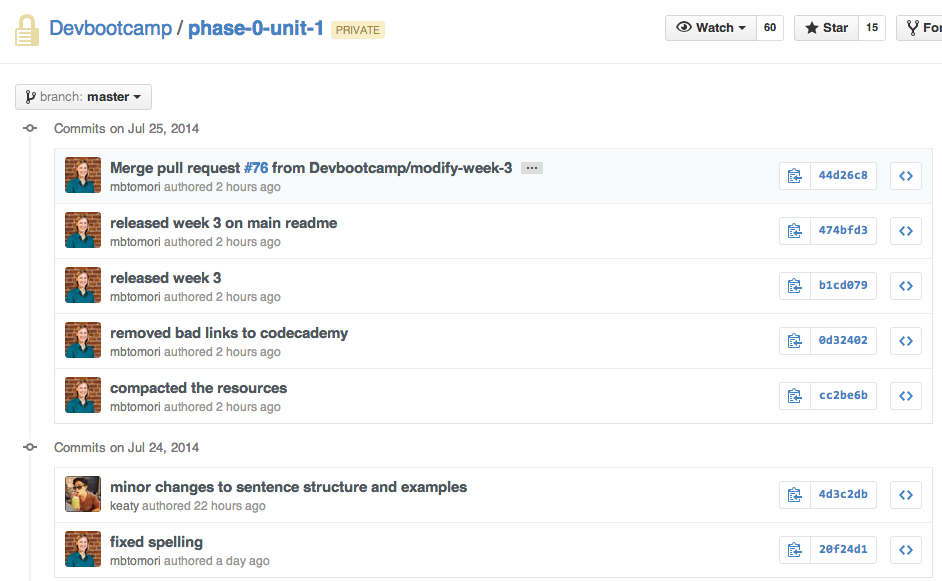 Devbootcamp / phase-0-unit-1 PRIVATE Watch 60 Star 15 For
branch: master
Commits on Jul 25, 2014
Merge pull request #76 from Devbootcamp/modify-week-3 ...
mbtomori authored 2 hours ago 44d26c8
released week 3 on main readme
mbtomori authored 2 hours ago 474bfd3
released week 3
mbtomori authored 2 hours ago b1cd079
removed bad links to codecademy
mbtomori authored 2 hours ago 0d32402
compacted the resources
mbtomori authored 2 hours ago cc2be6b
Commits on Jul 24, 2014
minor changes to sentence structure and examples
keaty authored 22 hours ago 4d3c2db
fixed spelling
mbtomori authored a day ago 20f24d1